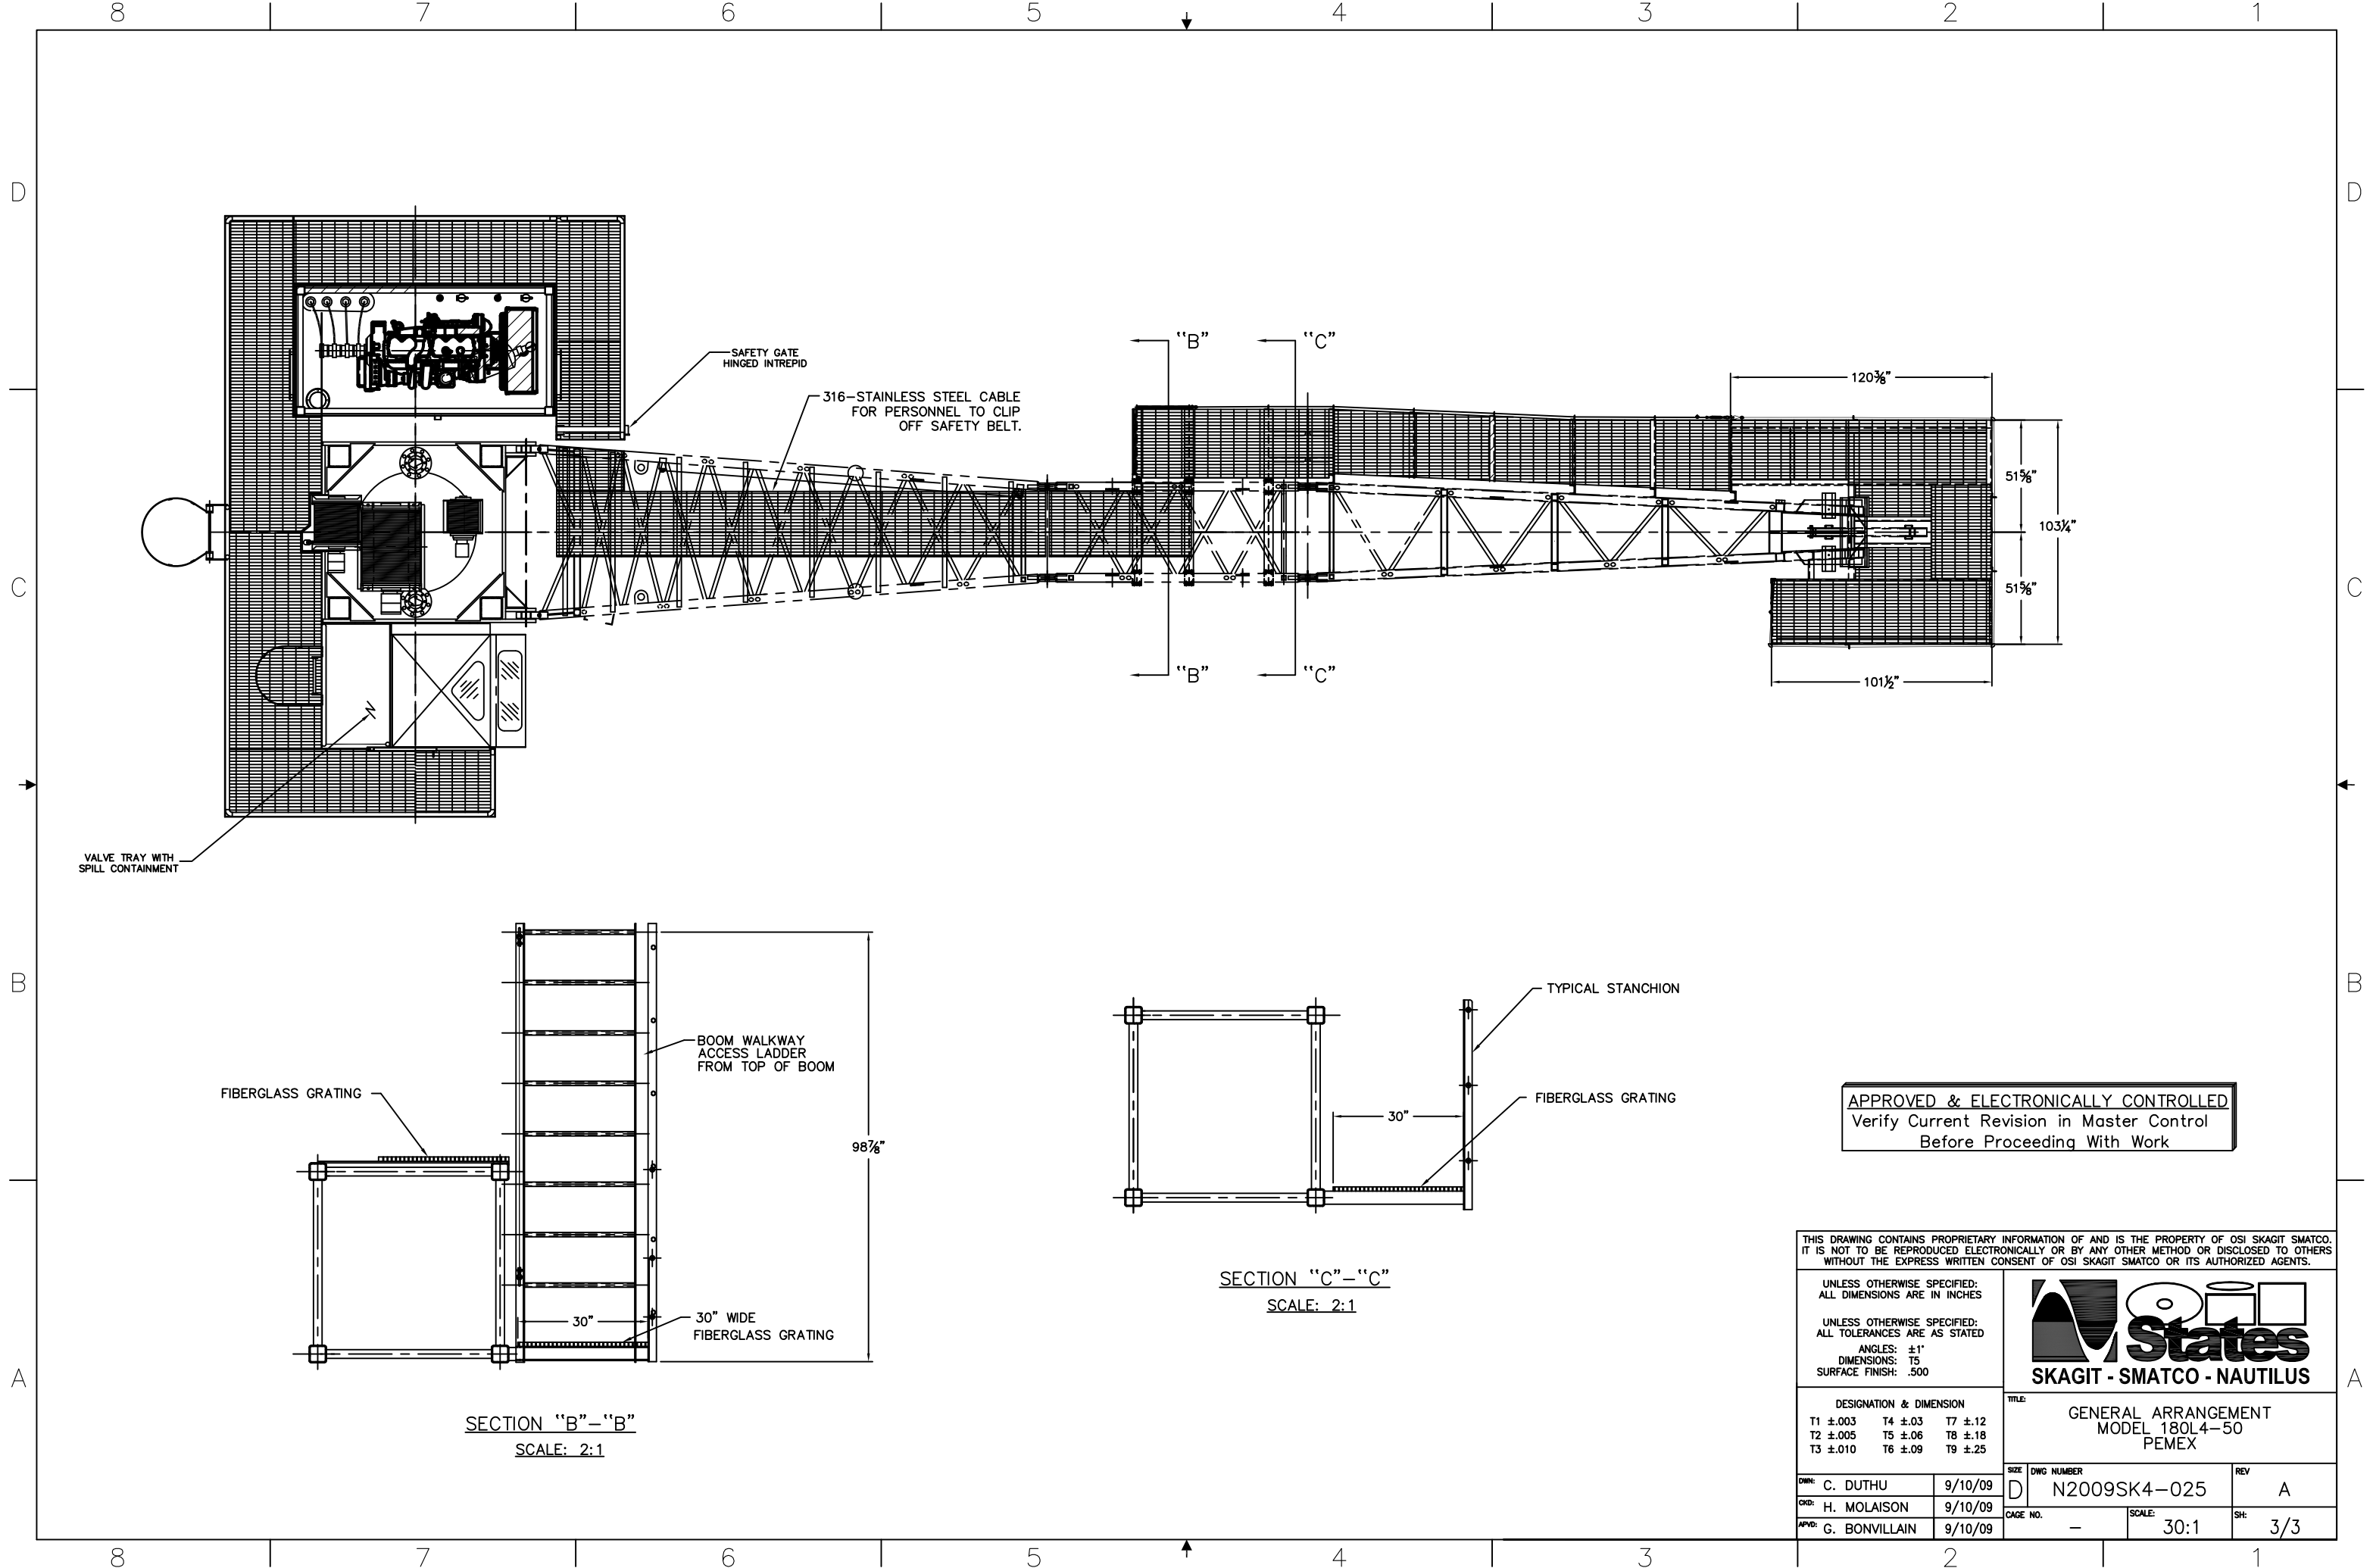 8 7 6 5 4 3 2 1
D
D
C
C
B
B
A
A
SAFETY GATE
HINGED INTREPID
316-STAINLESS STEEL CABLE
FOR PERSONNEL TO CLIP
OFF SAFETY BELT.
"B"
"C"
120⅜"
51⅝"
103¼"
51⅝"
101½"
"B"
"C"
VALVE TRAY WITH
SPILL CONTAINMENT
BOOM WALKWAY
ACCESS LADDER
FROM TOP OF BOOM
FIBERGLASS GRATING
98⅞"
30"
30" WIDE
FIBERGLASS GRATING
SECTION "B"-"B"
SCALE: 2:1
TYPICAL STANCHION
FIBERGLASS GRATING
30"
SECTION "C"-"C"
SCALE: 2:1
APPROVED & ELECTRONICALLY CONTROLLED
Verify Current Revision in Master Control
Before Proceeding With Work
THIS DRAWING CONTAINS PROPRIETARY INFORMATION OF AND IS THE PROPERTY OF OSI SKAGIT SMATCO.
IT IS NOT TO BE REPRODUCED ELECTRONICALLY OR BY ANY OTHER METHOD OR DISCLOSED TO OTHERS
WITHOUT THE EXPRESS WRITTEN CONSENT OF OSI SKAGIT SMATCO OR ITS AUTHORIZED AGENTS.
UNLESS OTHERWISE SPECIFIED:
ALL DIMENSIONS ARE IN INCHES
UNLESS OTHERWISE SPECIFIED:
ALL TOLERANCES ARE AS STATED
ANGLES: ±1°
DIMENSIONS: T5
SURFACE FINISH: .500
DESIGNATION & DIMENSION
T1 ±.003 T4 ±.03 T7 ±.12
T2 ±.005 T5 ±.06 T8 ±.18
T3 ±.010 T6 ±.09 T9 ±.25
DWN: C. DUTHU 9/10/09
CKD: H. MOLAISON 9/10/09
APVD: G. BONVILLAIN 9/10/09
Oil
States
SKAGIT - SMATCO - NAUTILUS
TITLE:
GENERAL ARRANGEMENT
MODEL 180L4-50
PEMEX
SIZE D
DWG NUMBER N2009SK4-025
REV A
CAGE NO. -
SCALE: 30:1
SH: 3/3
8 7 6 5 4 3 2 1